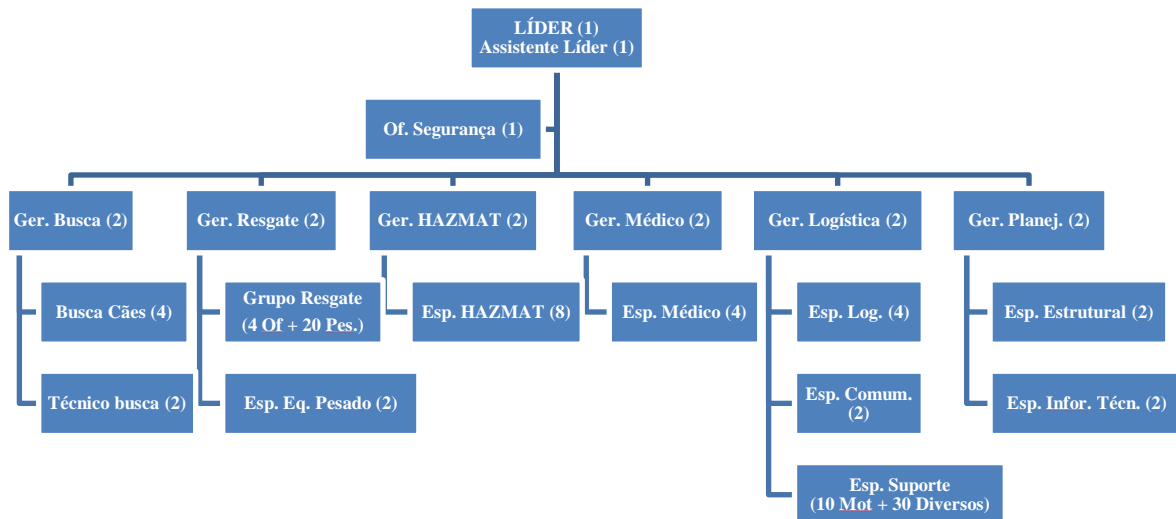 LÍDER (1)
Assistente Líder (1)
Of. Segurança (1)
Ger. Busca (2)
Ger. Resgate (2)
Ger. HAZMAT (2)
Ger. Médico (2)
Ger. Logística (2)
Ger. Planej. (2)
Busca Cães (4)
Grupo Resgate
(4 Of + 20 Pes.)
Esp. HAZMAT (8)
Esp. Médico (4)
Esp. Log. (4)
Esp. Estrutural (2)
Técnico busca (2)
Esp. Eq. Pesado (2)
Esp. Comum.
(2)
Esp. Infor. Técn. (2)
Esp. Suporte
(10 Mot + 30 Diversos)